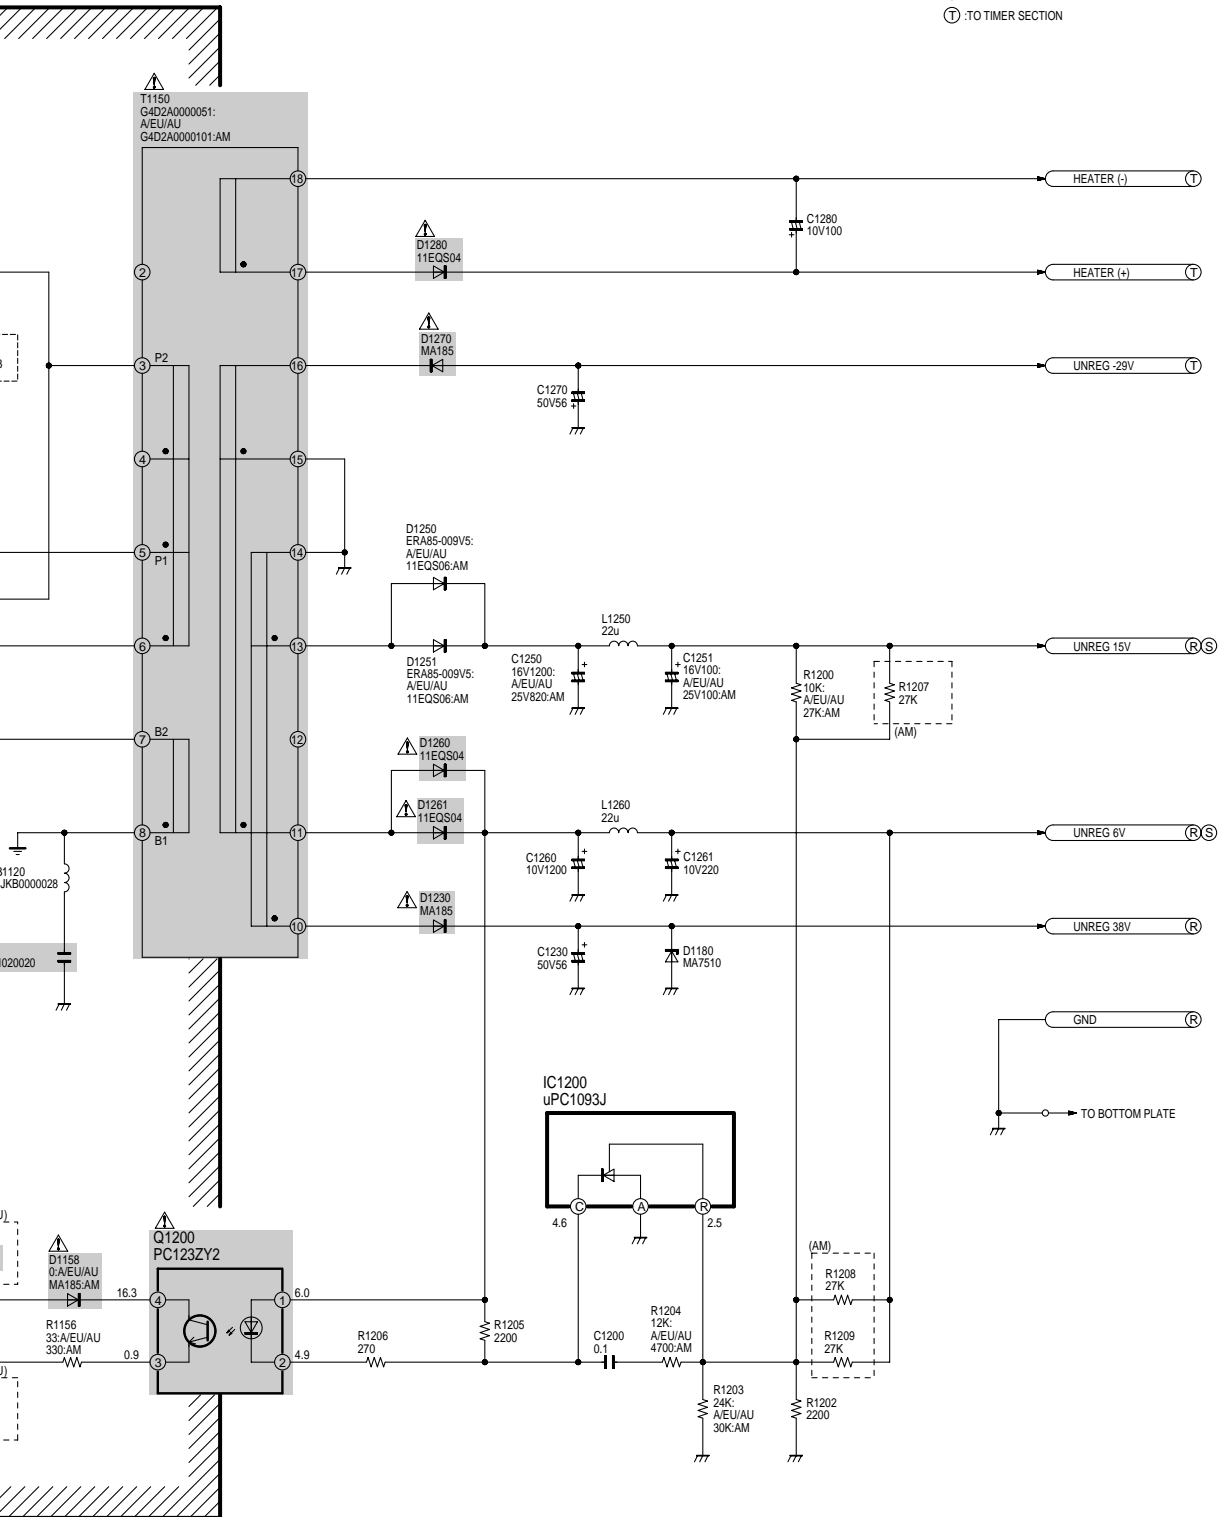 T :TO TIMER SECTION
T1150
G4D2A0000051:
A/EU/AU
G4D2A0000101:AM
18
HEATER (-)
T
C1280
10V100
+
D1280
11EQS04
2
17
HEATER (+)
T
D1270
MA185
3
P2
16
UNREG -29V
T
C1270
50V56
+
4
15
D1250
ERA85-009V5:
A/EU/AU
11EQS06:AM
5
P1
14
L1250
22u
6
13
UNREG 15V
R S
D1251
ERA85-009V5:
A/EU/AU
11EQS06:AM
C1250
16V1200:
A/EU/AU
25V820:AM
+
C1251
16V100:
A/EU/AU
25V100:AM
+
R1200
10K:
A/EU/AU
27K:AM
R1207
27K
(AM)
7
B2
12
D1260
11EQS04
D1261
11EQS04
L1260
22u
8
B1
11
UNREG 6V
R S
C1260
10V1200
+
C1261
10V220
+
JKB0000028
D1230
MA185
10
UNREG 38V
R
C1230
50V56
+
D1180
MA7510
GND
R
TO BOTTOM PLATE
IC1200
uPC1093J
C
A
R
4.6
2.5
Q1200
PC123ZY2
D1158
0:A/EU/AU
MA185:AM
16.3
4
1
6.0
R1156
33:A/EU/AU
330:AM
0.9
3
2
4.9
R1206
270
R1205
2200
C1200
0.1
R1204
12K:
A/EU/AU
4700:AM
(AM)
R1208
27K
R1209
27K
R1203
24K:
A/EU/AU
30K:AM
R1202
2200